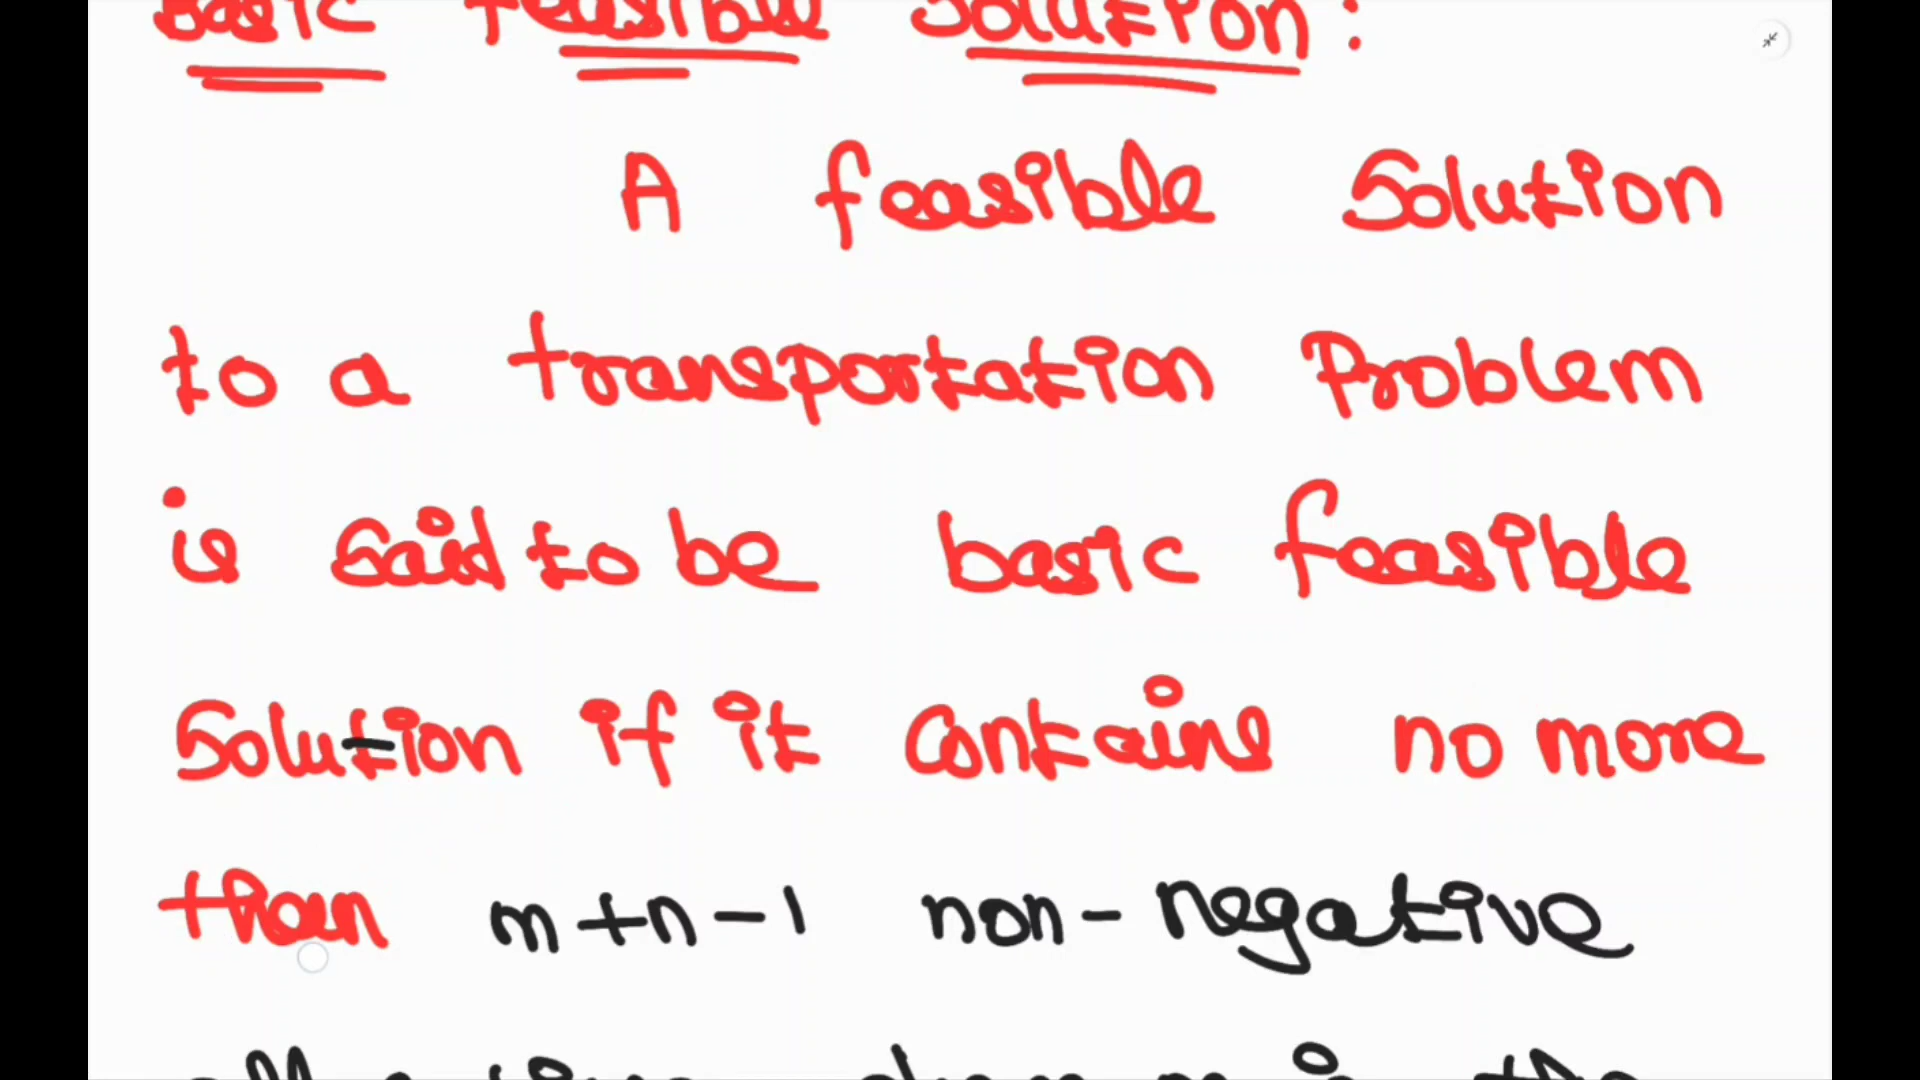 Basic feasible Solution:
A feasible Solution
to a transportation Problem
is said to be basic feasible
Solution if it contains no more
than m+n-1 non-negative